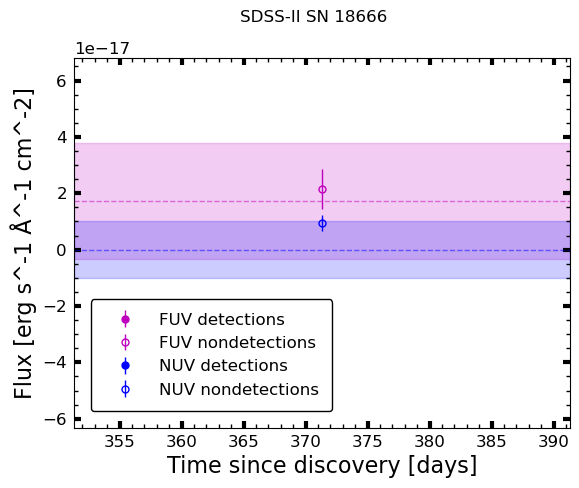 SDSS-II SN 18666
1e−17
6
4
2
0
−2
−4
−6
Flux [erg s^-1 Å^-1 cm^-2]
FUV detections
FUV nondetections
NUV detections
NUV nondetections
355 360 365 370 375 380 385 390
Time since discovery [days]